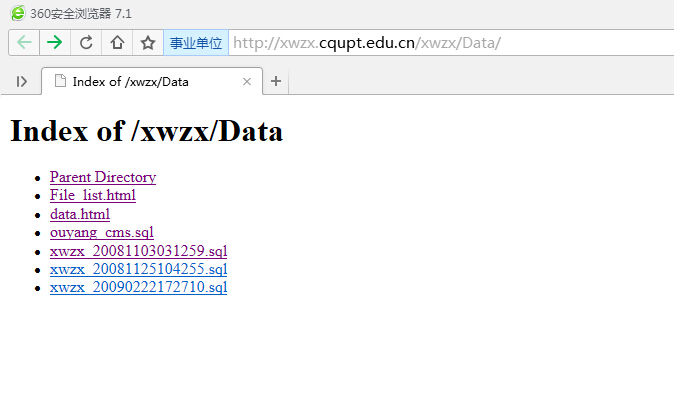 360安全浏览器 7.1
事业单位 http://xwzx.cqupt.edu.cn/xwzx/Data/
Index of /xwzx/Data
Index of /xwzx/Data
Parent Directory
File_list.html
data.html
ouyang_cms.sql
xwzx_20081103031259.sql
xwzx_20081125104255.sql
xwzx_20090222172710.sql